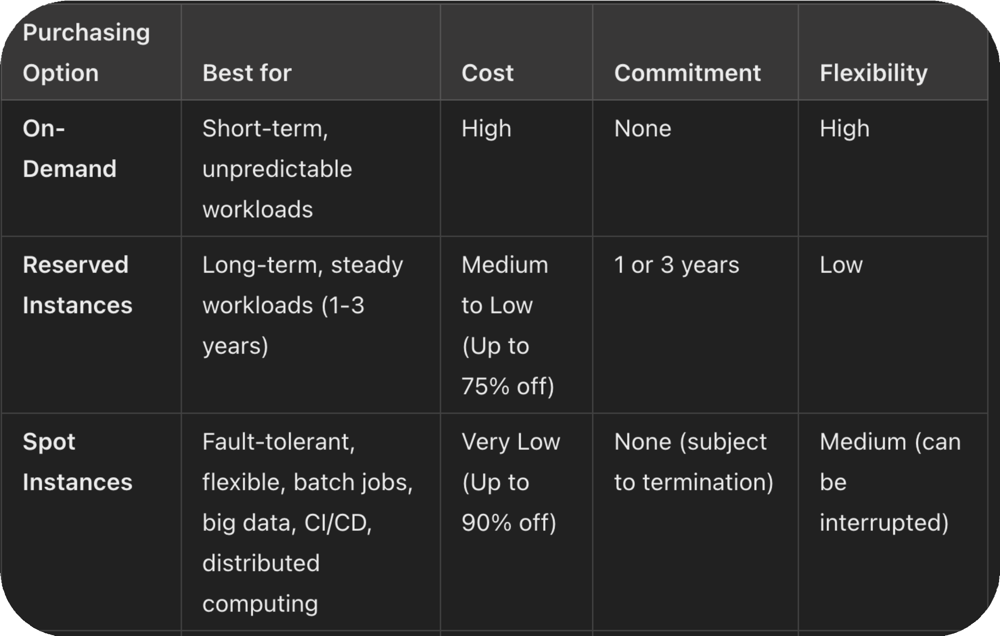 Purchasing
Option
Best for
Cost
Commitment
Flexibility
On-
Demand
Short-term,
unpredictable
workloads
High
None
High
Reserved
Instances
Long-term, steady
workloads (1-3
years)
Medium
to Low
(Up to
75% off)
1 or 3 years
Low
Spot
Instances
Fault-tolerant,
flexible, batch jobs,
big data, CI/CD,
distributed
computing
Very Low
(Up to
90% off)
None (subject
to termination)
Medium (can
be
interrupted)